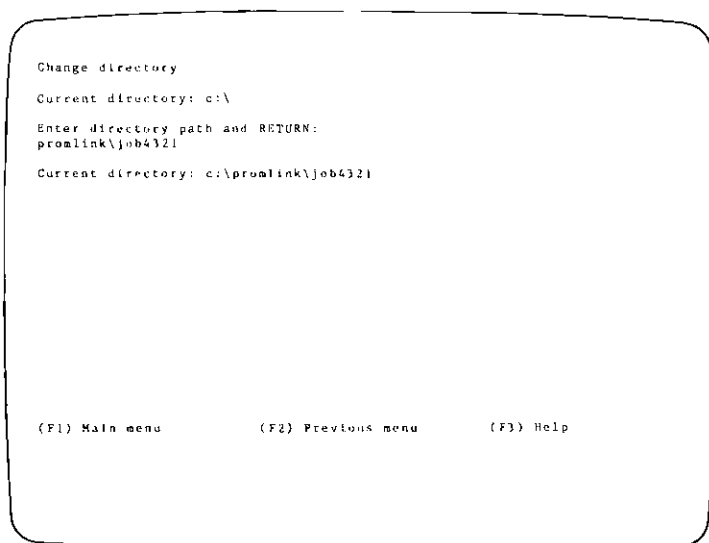 Change directory
Current directory: c:\
Enter directory path and RETURN:
promlink\job4321
Current directory: c:\promlink\job4321
(F1) Main menu (F2) Previous menu (F3) Help